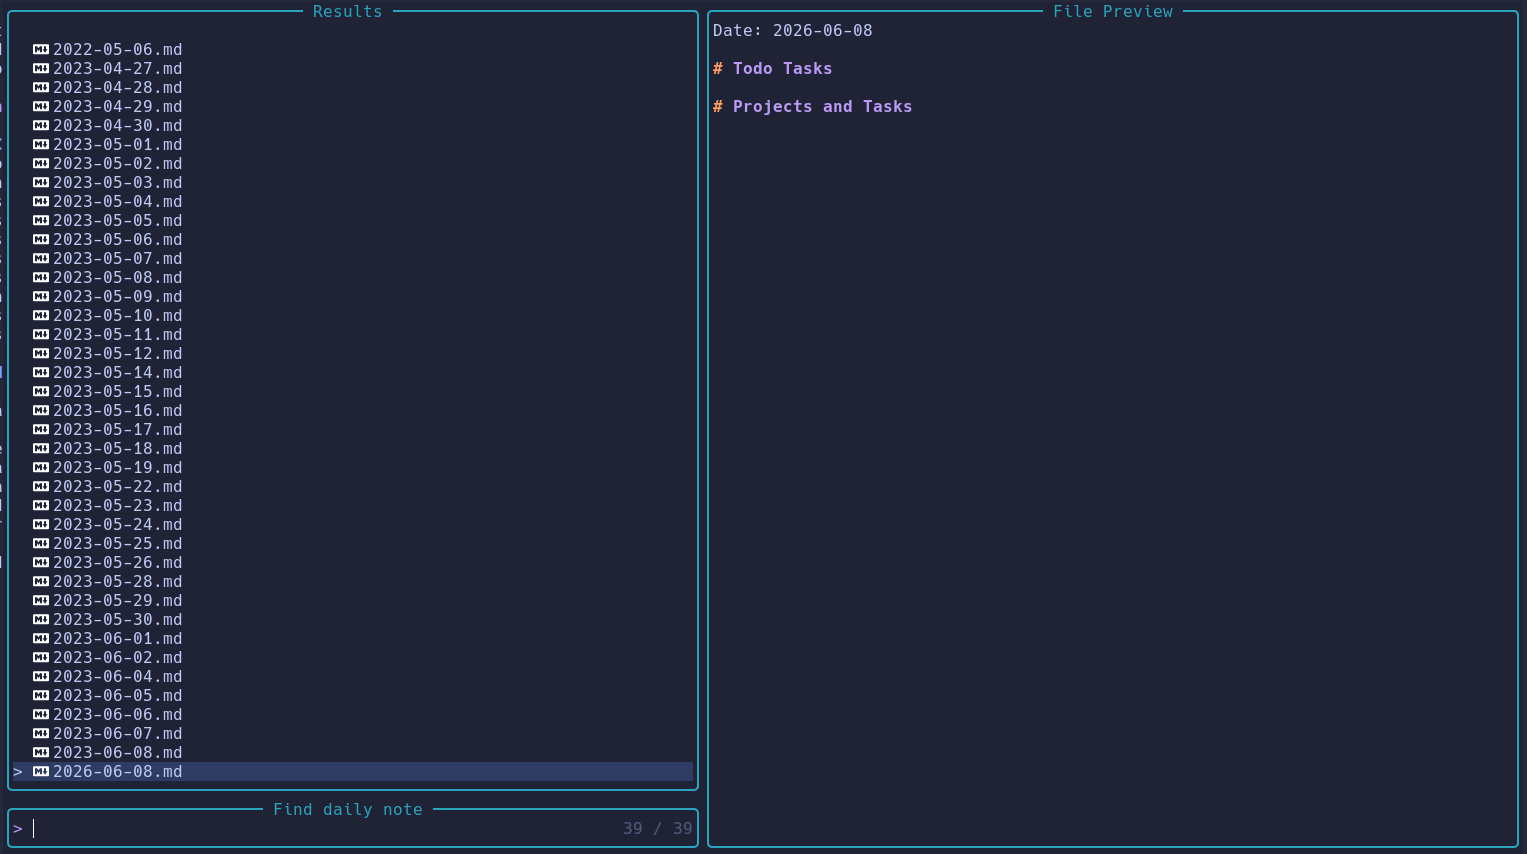 Results
2022-05-06.md
2023-04-27.md
2023-04-28.md
2023-04-29.md
2023-04-30.md
2023-05-01.md
2023-05-02.md
2023-05-03.md
2023-05-04.md
2023-05-05.md
2023-05-06.md
2023-05-07.md
2023-05-08.md
2023-05-09.md
2023-05-10.md
2023-05-11.md
2023-05-12.md
2023-05-14.md
2023-05-15.md
2023-05-16.md
2023-05-17.md
2023-05-18.md
2023-05-19.md
2023-05-22.md
2023-05-23.md
2023-05-24.md
2023-05-25.md
2023-05-26.md
2023-05-28.md
2023-05-29.md
2023-05-30.md
2023-06-01.md
2023-06-02.md
2023-06-04.md
2023-06-05.md
2023-06-06.md
2023-06-07.md
2023-06-08.md
> 2026-06-08.md
Find daily note
> 39 / 39
File Preview
Date: 2026-06-08
# Todo Tasks
# Projects and Tasks